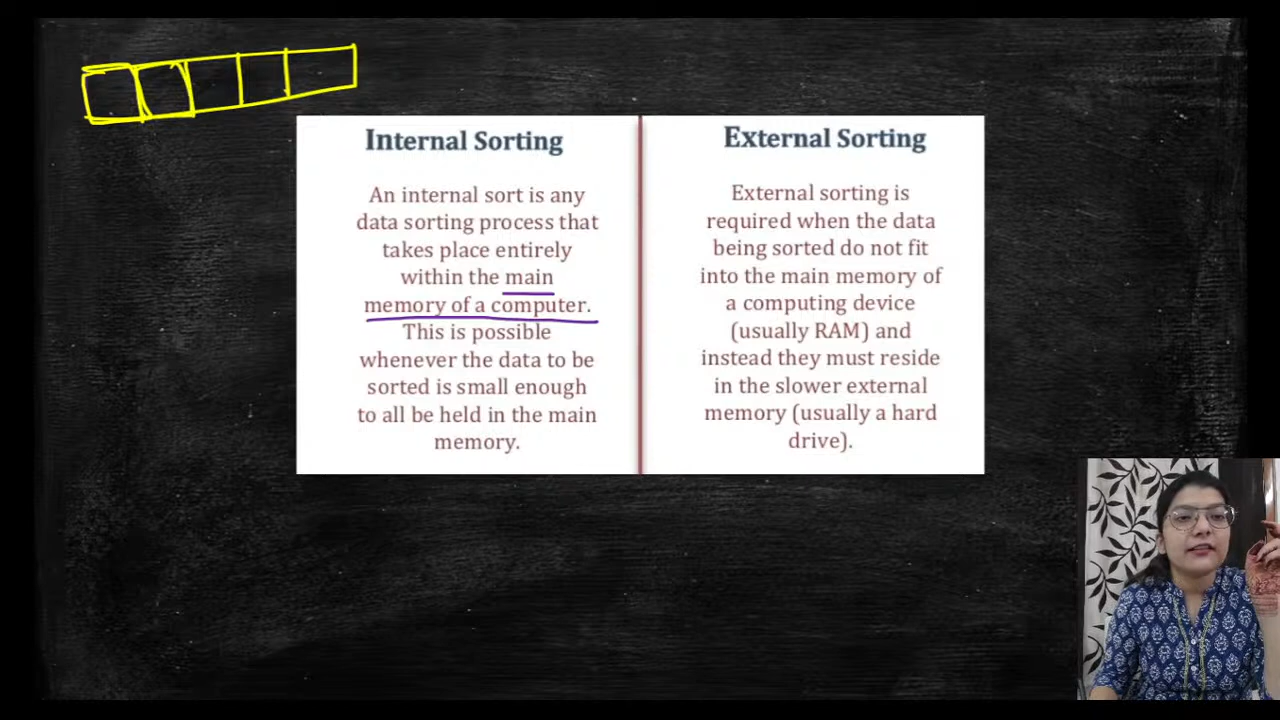 Internal Sorting
An internal sort is any
data sorting process that
takes place entirely
within the main
memory of a computer.
This is possible
whenever the data to be
sorted is small enough
to all be held in the main
memory.
External Sorting
External sorting is
required when the data
being sorted do not fit
into the main memory of
a computing device
(usually RAM) and
instead they must reside
in the slower external
memory (usually a hard
drive).